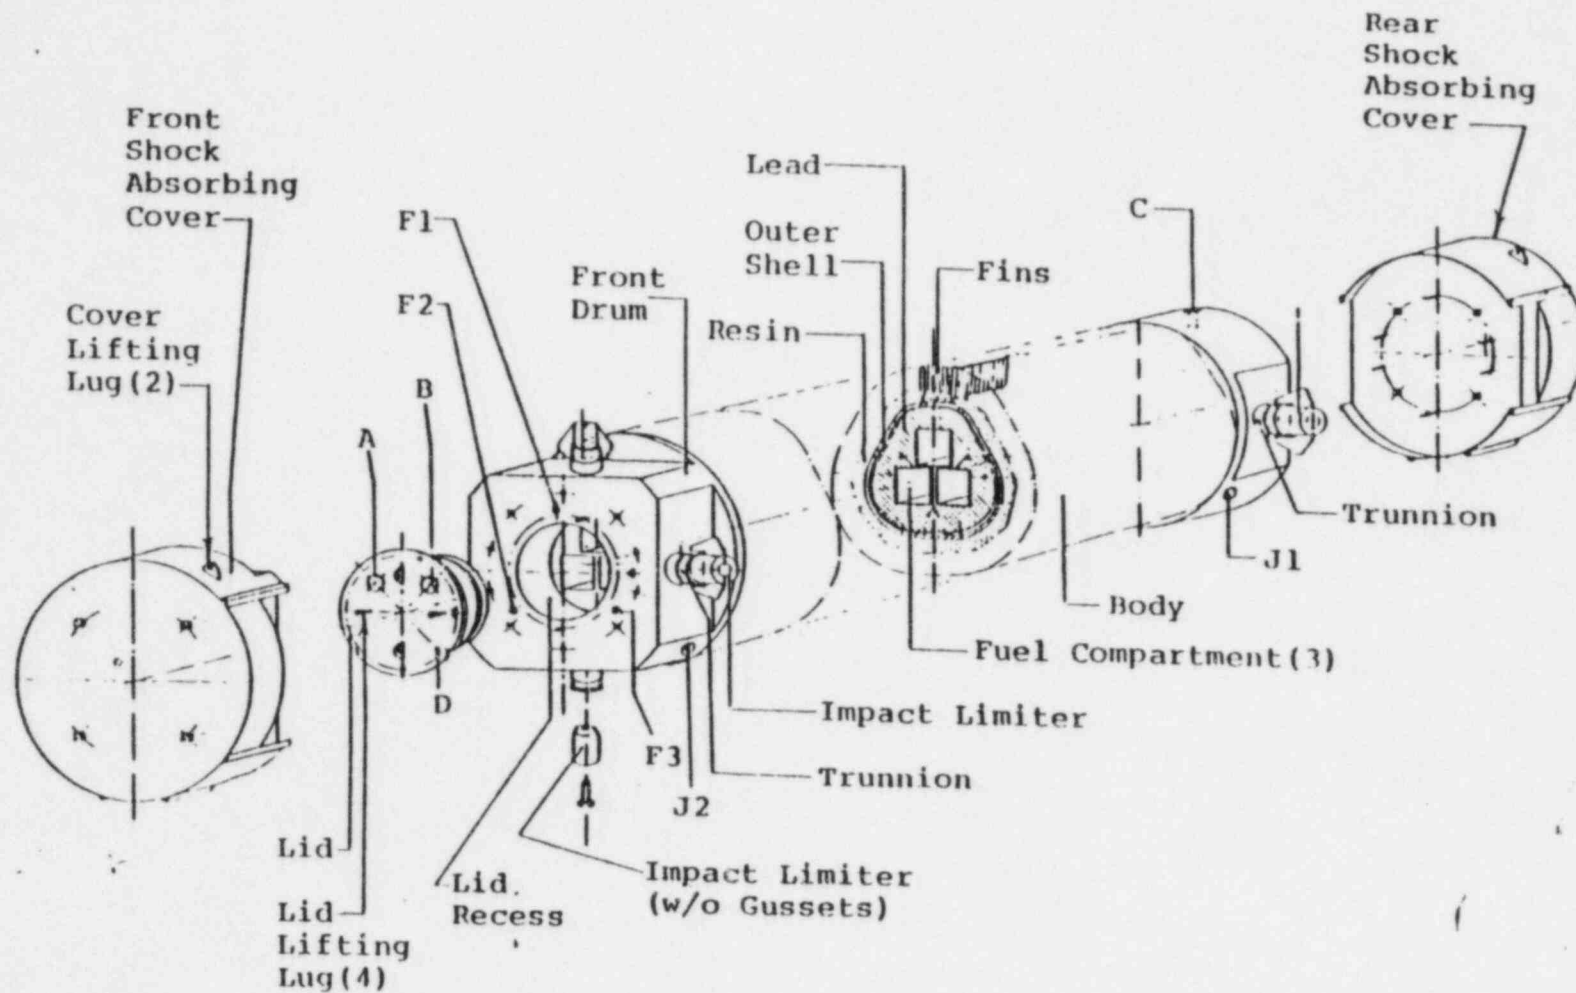 Rear
Shock
Absorbing
Cover
Front
Shock
Absorbing
Cover
Lead
C
F1
Outer
Shell
Fins
Front
Drum
F2
Cover
Lifting
Lug(2)
Resin
B
A
Trunnion
J1
Body
Fuel Compartment(3)
D
Impact Limiter
F3
Trunnion
J2
Lid
Lid.
Recess
Impact Limiter
(w/o Gussets)
Lid
Lifting
Lug(4)